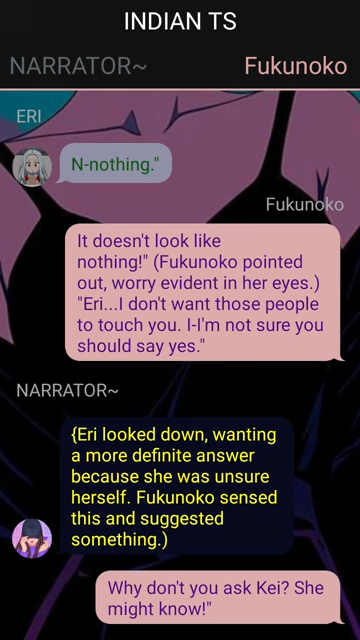 INDIAN TS
NARRATOR~
Fukunoko
ERI
N-nothing."
Fukunoko
It doesn't look like
nothing!" (Fukunoko pointed
out, worry evident in her eyes.)
"Eri...I don't want those people
to touch you. I-I'm not sure you
should say yes."
NARRATOR~
{Eri looked down, wanting
a more definite answer
because she was unsure
herself. Fukunoko sensed
this and suggested
something.)
Why don't you ask Kei? She
might know!"